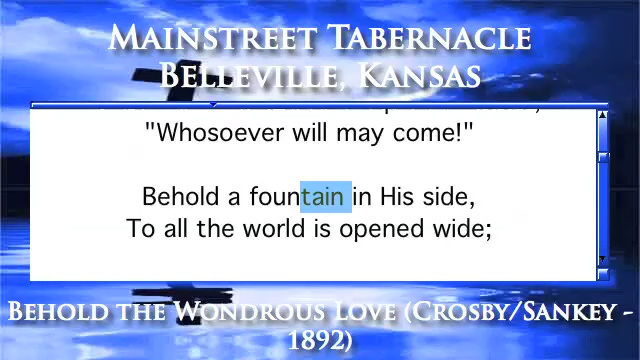 Mainstreet Tabernacle
Belleville, Kansas
"Whosoever will may come!"
Behold a fountain in His side,
To all the world is opened wide;
Behold the Wondrous Love (Crosby/Sankey -
1892)